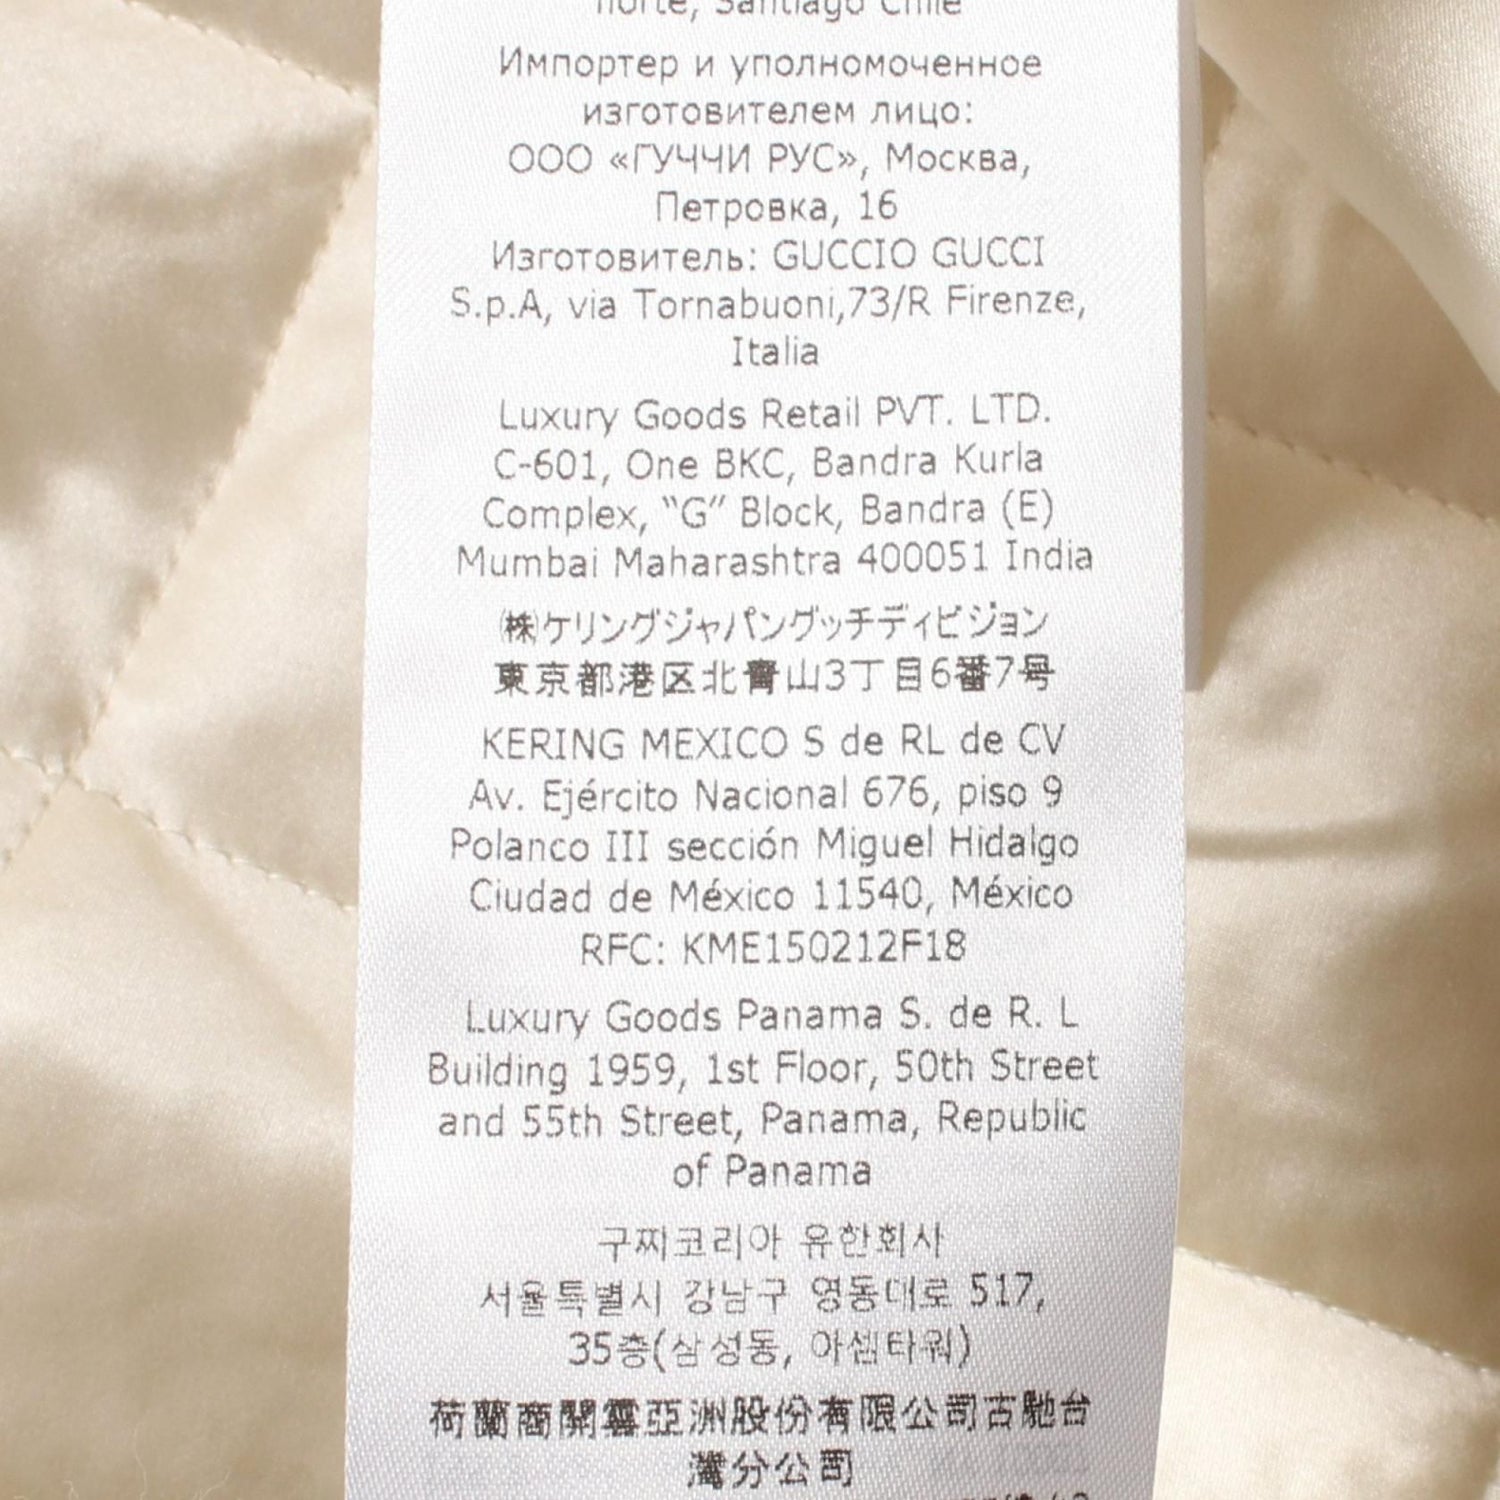 norte, Santiago Chile
Импортер и уполномоченное
изготовителем лицо:
ООО «ГУЧЧИ РУС», Москва,
Петровка, 16
Изготовитель: GUCCIO GUCCI
S.p.A, via Tornabuoni,73/R Firenze,
Italia
Luxury Goods Retail PVT. LTD.
C-601, One BKC, Bandra Kurla
Complex, “G” Block, Bandra (E)
Mumbai Maharashtra 400051 India
㈱ケリングジャパングッチディビジョン
東京都港区北青山3丁目6番7号
KERING MEXICO S de RL de CV
Av. Ejército Nacional 676, piso 9
Polanco III sección Miguel Hidalgo
Ciudad de México 11540, México
RFC: KME150212F18
Luxury Goods Panama S. de R. L
Building 1959, 1st Floor, 50th Street
and 55th Street, Panama, Republic
of Panama
구찌코리아 유한회사
서울특별시 강남구 영동대로 517,
35층(삼성동, 아셈타워)
荷蘭商開雲亞洲股份有限公司古馳台
灣分公司